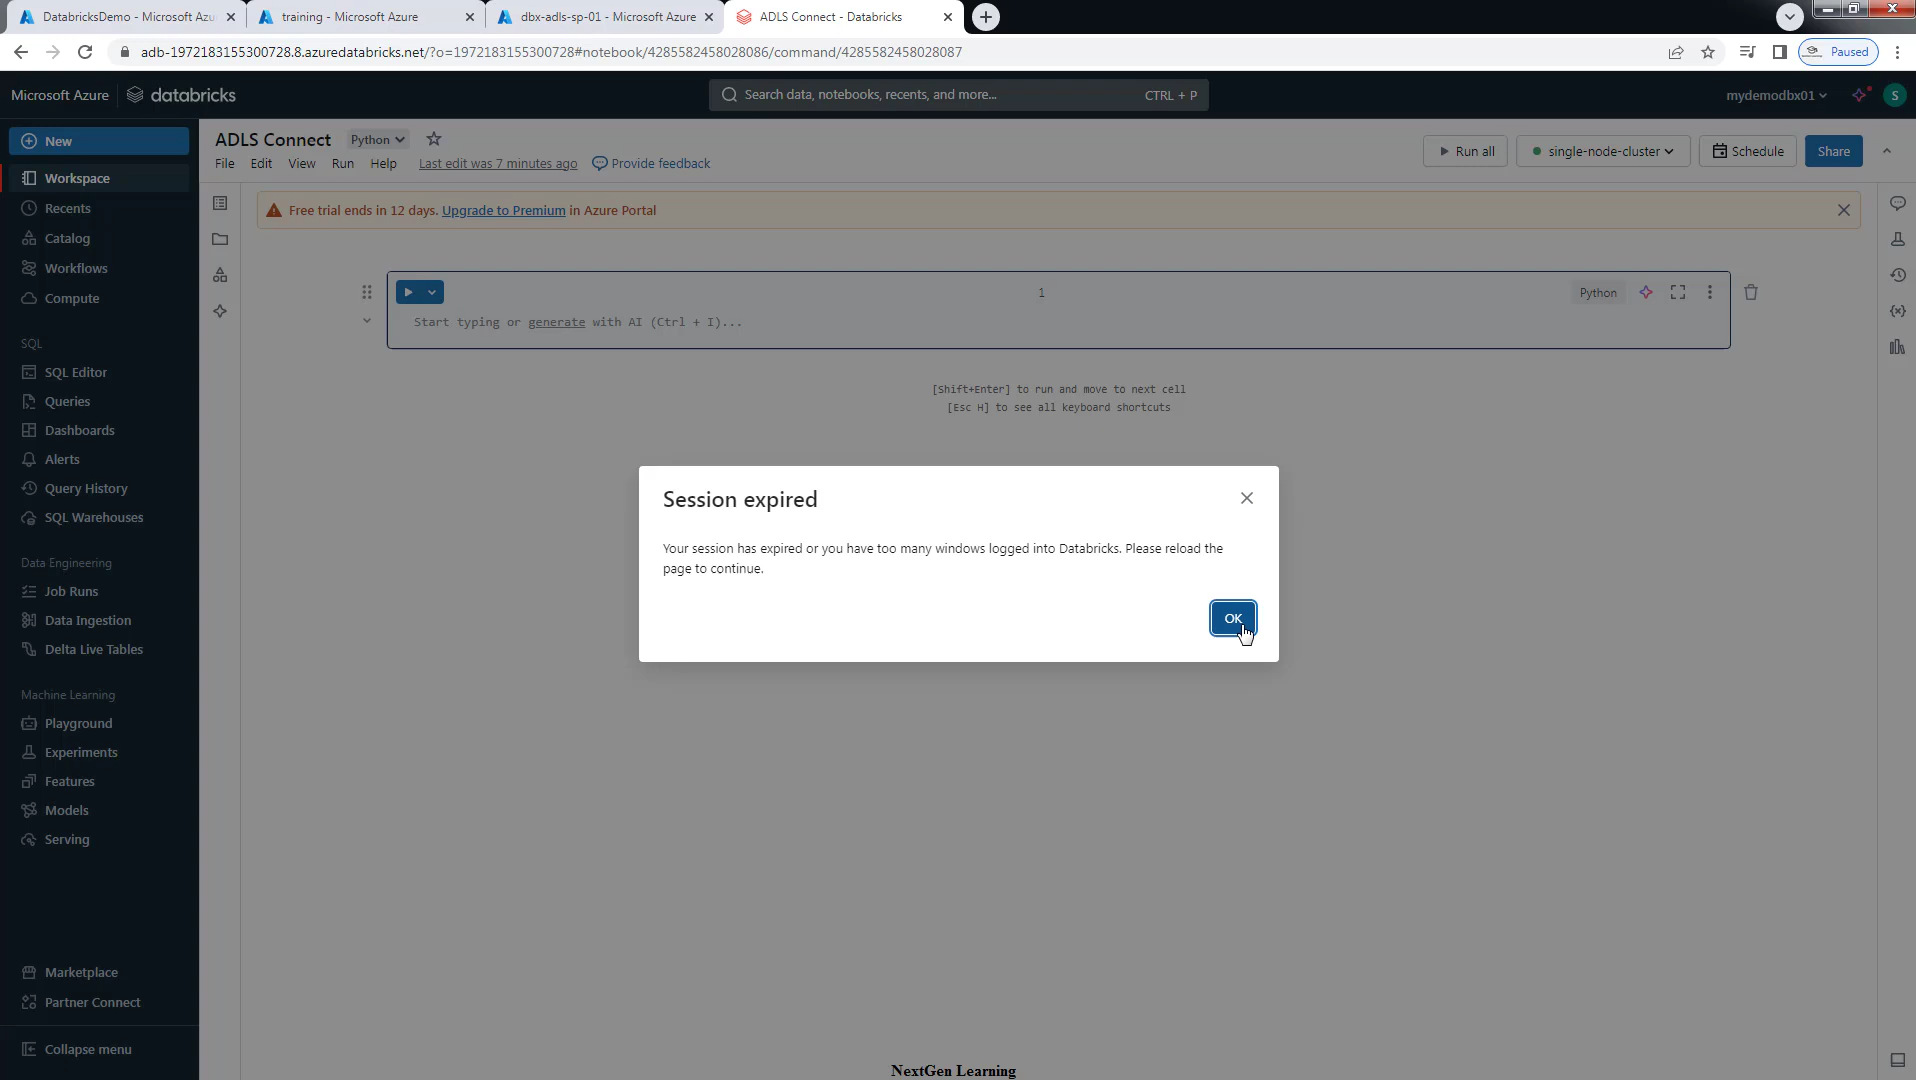 DatabricksDemo - Microsoft Azu
training - Microsoft Azure
dbx-adls-sp-01 - Microsoft Azure
ADLS Connect - Databricks
adb-1972183155300728.8.azuredatabricks.net/?o=1972183155300728#notebook/4285582458028086/command/4285582458028087
Paused
Microsoft Azure
databricks
Search data, notebooks, recents, and more...
CTRL + P
mydemodbx01
S
New
Workspace
Recents
Catalog
Workflows
Compute
SQL
SQL Editor
Queries
Dashboards
Alerts
Query History
SQL Warehouses
Data Engineering
Job Runs
Data Ingestion
Delta Live Tables
Machine Learning
Playground
Experiments
Features
Models
Serving
Marketplace
Partner Connect
Collapse menu
ADLS Connect
Python
File Edit View Run Help
Last edit was 7 minutes ago
Provide feedback
Run all
single-node-cluster
Schedule
Share
Free trial ends in 12 days. Upgrade to Premium in Azure Portal
1
Python
Start typing or generate with AI (Ctrl + I)...
[Shift+Enter] to run and move to next cell
[Esc H] to see all keyboard shortcuts
Session expired
Your session has expired or you have too many windows logged into Databricks. Please reload the
page to continue.
OK
NextGen Learning